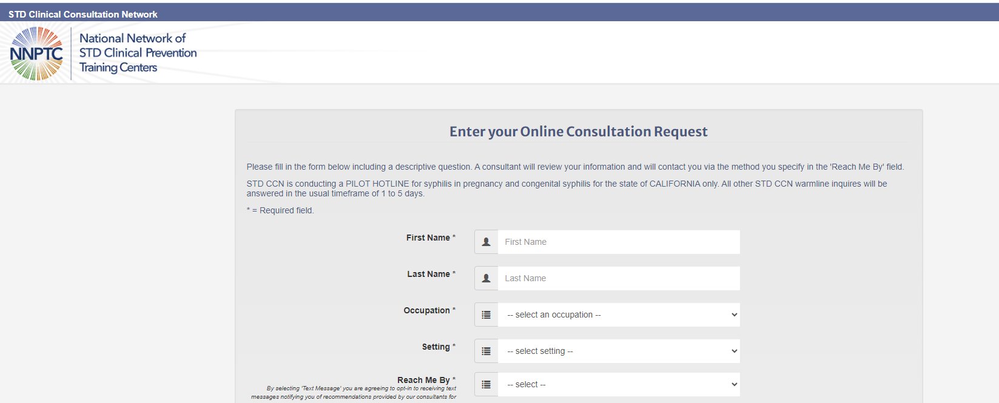 STD Clinical Consultation Network
NNPTC
National Network of
STD Clinical Prevention
Training Centers
Enter your Online Consultation Request
Please fill in the form below including a descriptive question. A consultant will review your information and will contact you via the method you specify in the 'Reach Me By' field.
STD CCN is conducting a PILOT HOTLINE for syphilis in pregnancy and congenital syphilis for the state of CALIFORNIA only. All other STD CCN warmline inquires will be
answered in the usual timeframe of 1 to 5 days.
* = Required field.
First Name *
First Name
Last Name *
Last Name
Occupation *
-- select an occupation --
Setting *
-- select setting --
Reach Me By *
-- select --
By selecting 'Text Message' you are agreeing to opt-in to receiving text
messages notifying you of recommendations provided by our consultants for